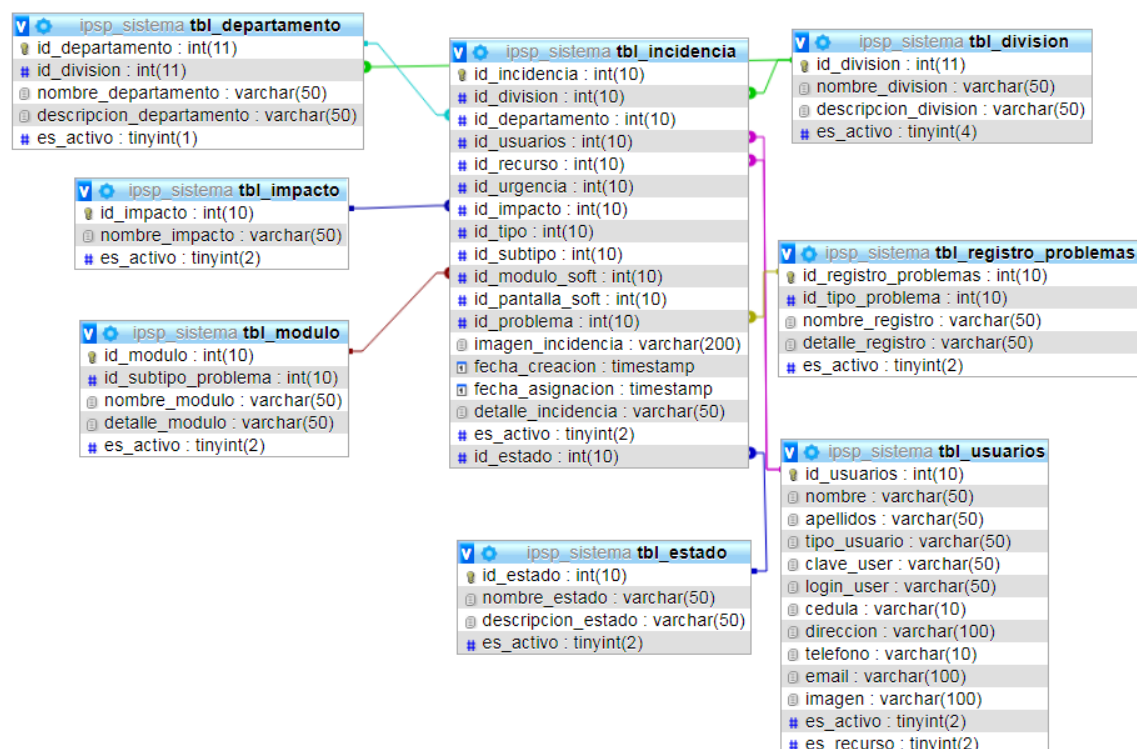 ipsp_sistema tbl_departamento
id_departamento : int(11)
id_division : int(11)
nombre_departamento : varchar(50)
descripcion_departamento : varchar(50)
es_activo : tinyint(1)
ipsp_sistema tbl_impacto
id_impacto : int(10)
nombre_impacto : varchar(50)
es_activo : tinyint(2)
ipsp_sistema tbl_modulo
id_modulo : int(10)
id_subtipo_problema : int(10)
nombre_modulo : varchar(50)
detalle_modulo : varchar(50)
es_activo : tinyint(2)
ipsp_sistema tbl_incidencia
id_incidencia : int(10)
id_division : int(10)
id_departamento : int(10)
id_usuarios : int(10)
id_recurso : int(10)
id_urgencia : int(10)
id_impacto : int(10)
id_tipo : int(10)
id_subtipo : int(10)
id_modulo_soft : int(10)
id_pantalla_soft : int(10)
id_problema : int(10)
imagen_incidencia : varchar(200)
fecha_creacion : timestamp
fecha_asignacion : timestamp
detalle_incidencia : varchar(50)
es_activo : tinyint(2)
id_estado : int(10)
ipsp_sistema tbl_estado
id_estado : int(10)
nombre_estado : varchar(50)
descripcion_estado : varchar(50)
es_activo : tinyint(2)
ipsp_sistema tbl_division
id_division : int(11)
nombre_division : varchar(50)
descripcion_division : varchar(50)
es_activo : tinyint(4)
ipsp_sistema tbl_registro_problemas
id_registro_problemas : int(10)
id_tipo_problema : int(10)
nombre_registro : varchar(50)
detalle_registro : varchar(50)
es_activo : tinyint(2)
ipsp_sistema tbl_usuarios
id_usuarios : int(10)
nombre : varchar(50)
apellidos : varchar(50)
tipo_usuario : varchar(50)
clave_user : varchar(50)
login_user : varchar(50)
cedula : varchar(10)
direccion : varchar(100)
telefono : varchar(10)
email : varchar(100)
imagen : varchar(100)
es_activo : tinyint(2)
es_recurso : tinyint(2)